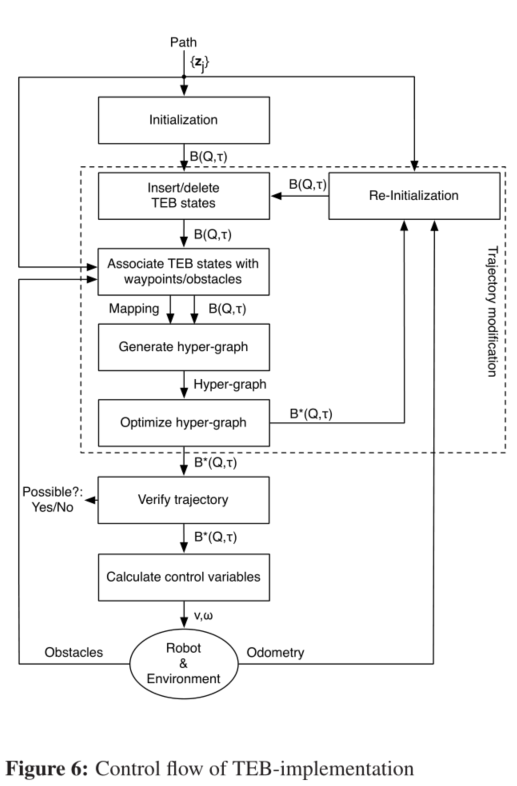 Path
{z_j}
Initialization
B(Q,τ)
Insert/delete
TEB states
B(Q,τ)
Re-Initialization
B(Q,τ)
Associate TEB states with
waypoints/obstacles
Trajectory modification
Mapping
B(Q,τ)
Generate hyper-graph
Hyper-graph
Optimize hyper-graph
B*(Q,τ)
B*(Q,τ)
Possible?:
Yes/No
Verify trajectory
B*(Q,τ)
Calculate control variables
v,ω
Obstacles
Robot
&
Environment
Odometry
Figure 6: Control flow of TEB-implementation